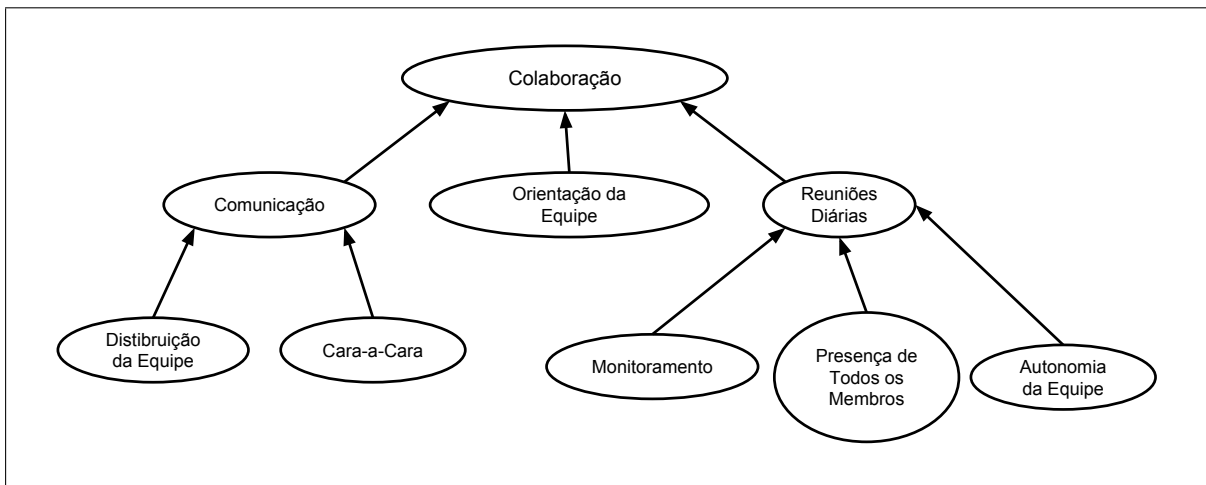 Colaboração
Comunicação
Orientação da
Equipe
Reuniões
Diárias
Distibruição
da Equipe
Cara-a-Cara
Monitoramento
Presença de
Todos os
Membros
Autonomia
da Equipe